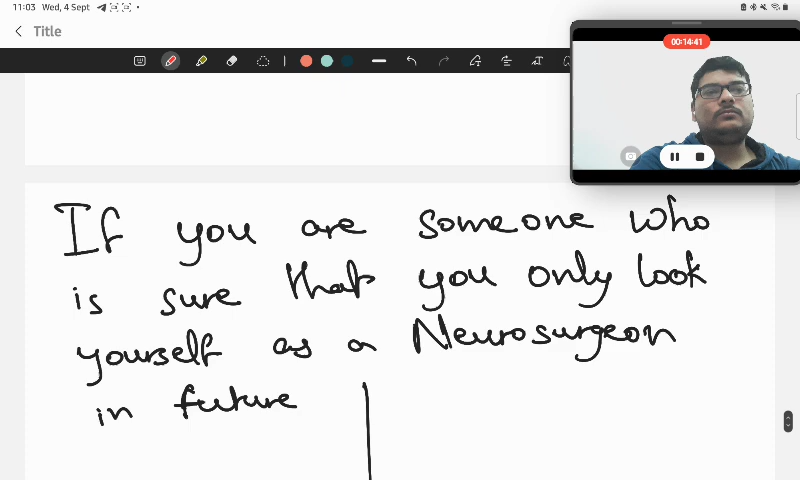 11:03 Wed, 4 Sept
Title
00:14:41
If you are someone who
is sure that you only look
yourself as a Neurosurgeon
in future